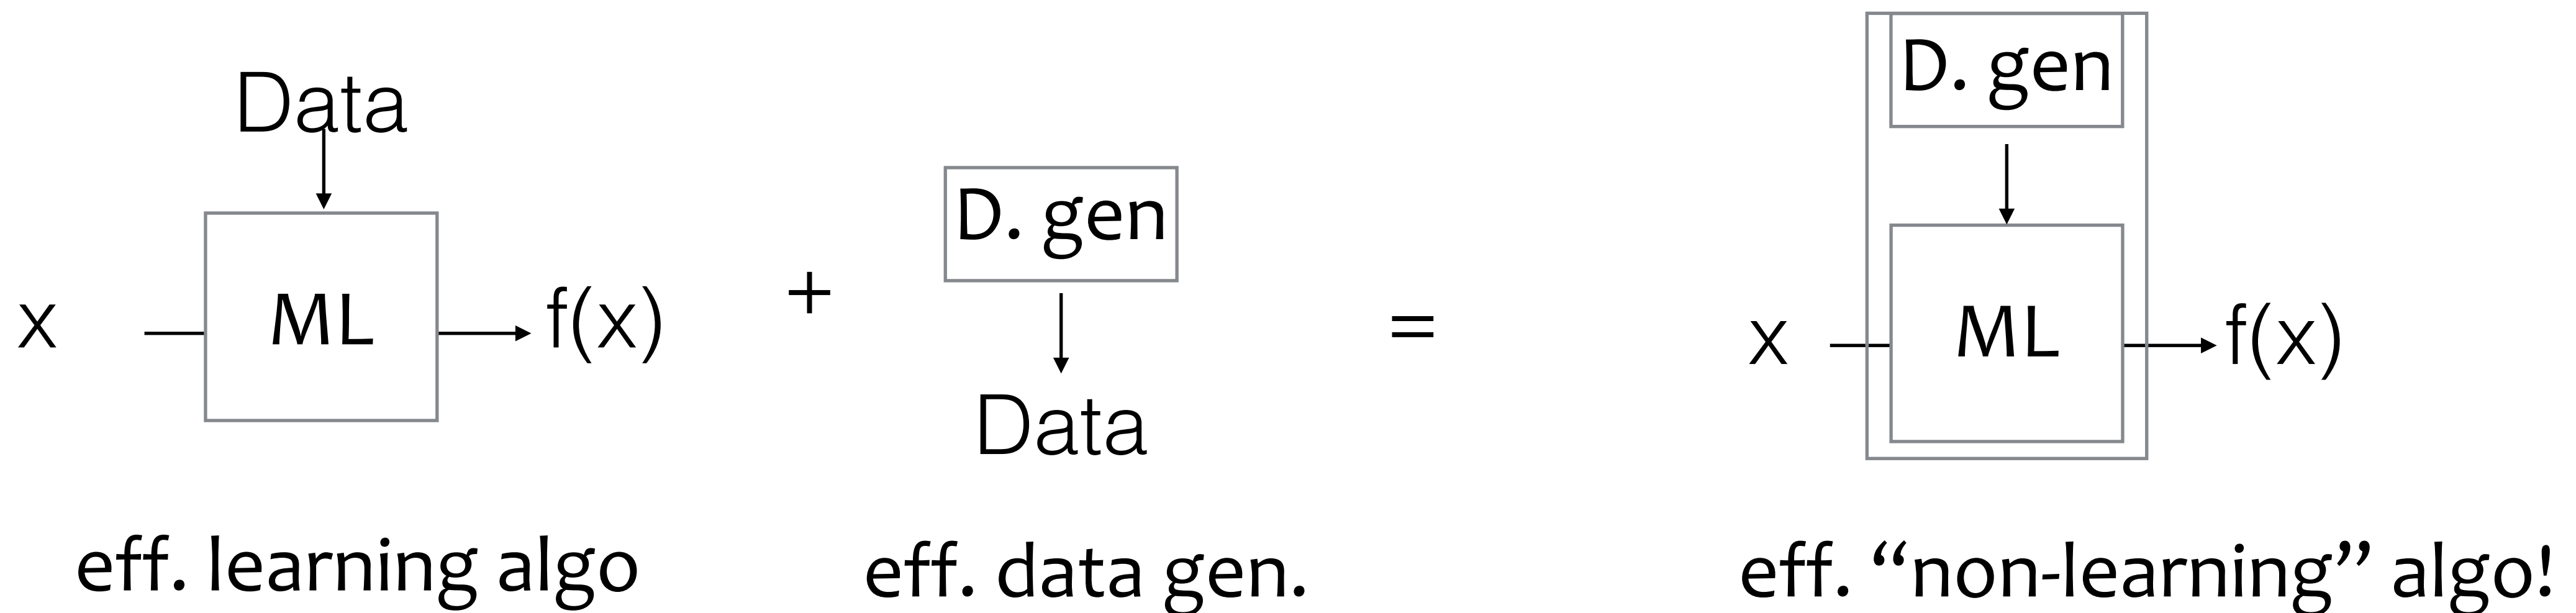 Data
x ML f(x)
eff. learning algo
+
D. gen
Data
eff. data gen.
=
D. gen
x ML f(x)
eff. “non-learning” algo!